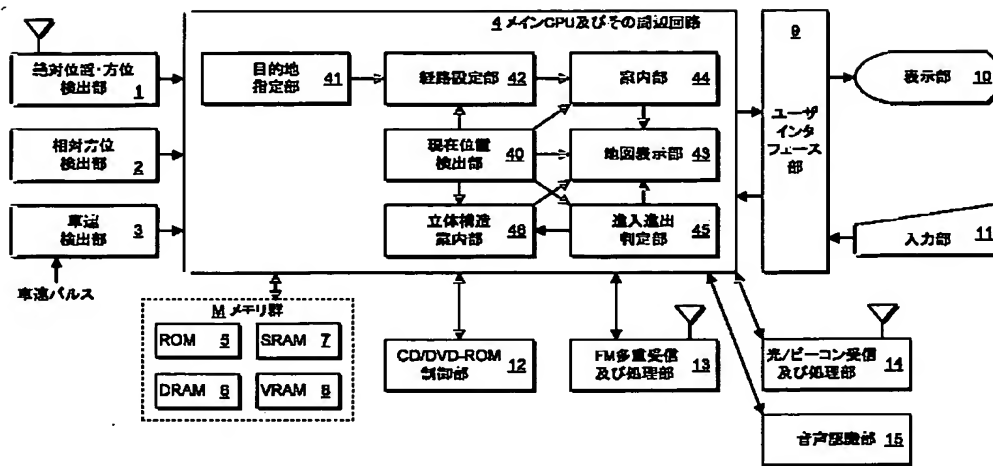 4 メインCPU及びその周辺回路
絶対位置・方位
検出部 1
相対方位
検出部 2
車速
検出部 3
車速パルス
目的地
指定部 41
経路設定部 42
案内部 44
現在位置
検出部 40
地図表示部 43
立体構造
案内部 46
進入進出
判定部 45
9
ユーザ
インタ
フェース
部
表示部 10
入力部 11
M メモリ群
ROM 5
SRAM 7
DRAM 6
VRAM 8
CD/DVD-ROM
制御部 12
FM多重受信
及び処理部 13
光/ビーコン受信
及び処理部 14
音声認識部 15